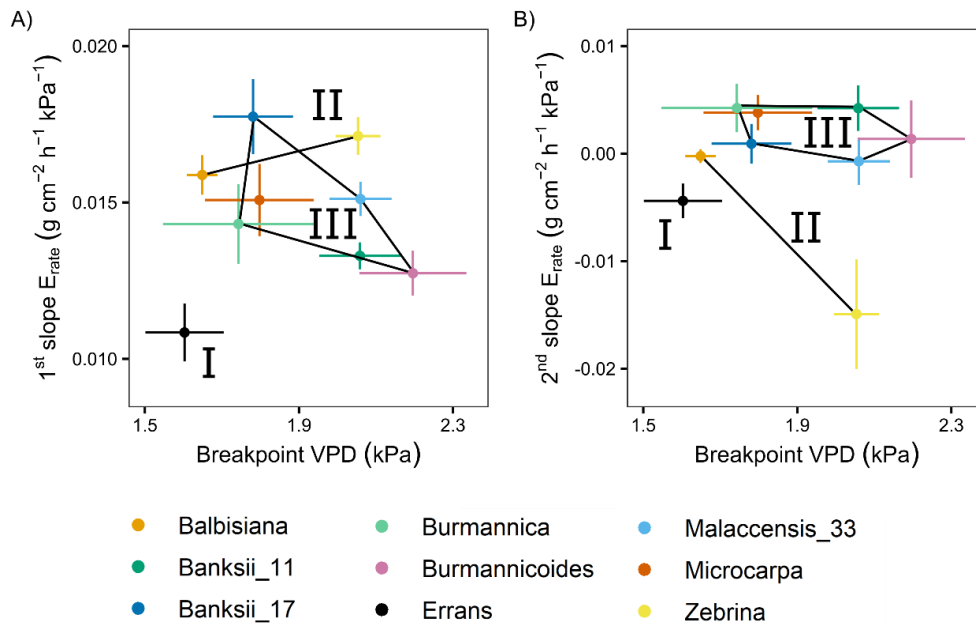 A)
1st slope Erate (g cm−2 h−1 kPa−1)
0.020
0.015
0.010
II
III
I
1.5 1.9 2.3
Breakpoint VPD (kPa)
B)
2nd slope Erate (g cm−2 h−1 kPa−1)
0.01
0.00
-0.01
-0.02
III
I
II
1.5 1.9 2.3
Breakpoint VPD (kPa)
Balbisiana Burmannica Malaccensis_33
Banksii_11 Burmannicoides Microcarpa
Banksii_17 Errans Zebrina